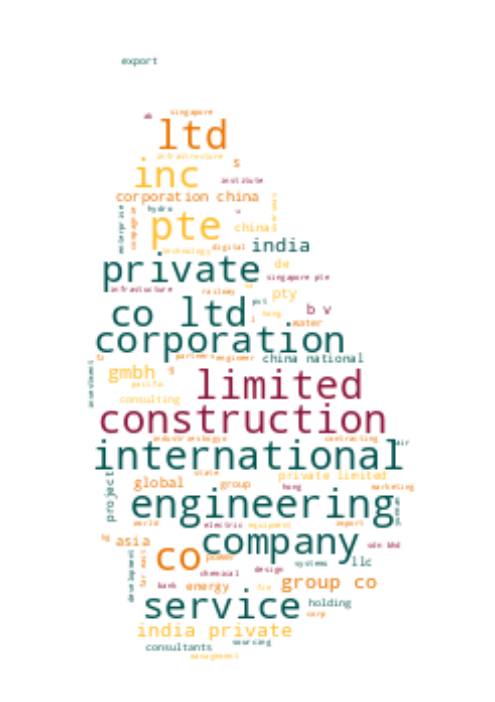 export
singapore
ltd
infrastructure
s
inc
institute
corporation china
hydro
pte
china
technology
digital
india
private
de
singapore pte
infrastucture
railway
pty
co ltd
b v
water
corporation
partners
engineer
china national
gmbh
pacific
limited
consulting
construction
contracting
air
international
state
private limited
global
group
hong
marketing
project
engineering
world
electric
equipment
import
asia
company
sdn bhd
co
power
systems
llc
far east
chemical
design
bank
energy
group co
service
holding
corp
india private
sourcing
consultants
management